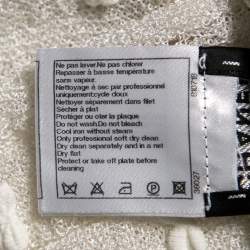 Ne pas laver. Ne pas chlorer
Repasser à basse température
sans vapeur.
Nettoyage à sec par professionnel
uniquement: cycle doux
Nettoyer séparement dans filet
Sécher à plat
Protéger ou ôter la plaque
Do not wash. Do not bleach
Cool iron without steam
Only professional soft dry clean
Dry clean separately in a net
Dry flat
Protect or take off plate before
cleaning